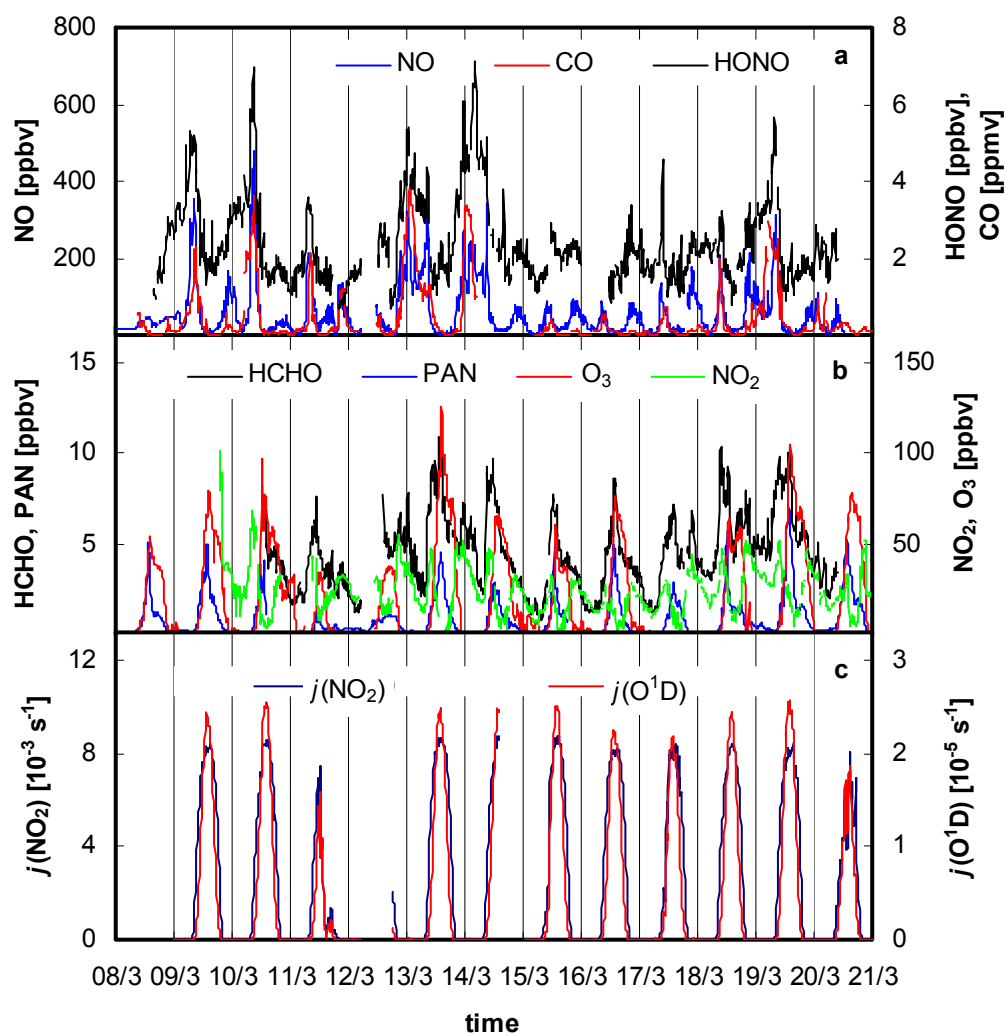 800
600
400
200
NO [ppbv]
NO
CO
HONO
a
8
6
4
2
0
HONO [ppbv],
CO [ppmv]
15
10
5
HCHO, PAN [ppbv]
HCHO
PAN
O₃
NO₂
b
150
100
50
0
NO₂, O₃ [ppbv]
12
8
4
0
j(NO₂) [10⁻³ s⁻¹]
j(NO₂)
j(O¹D)
c
3
2
1
0
j(O¹D) [10⁻⁵ s⁻¹]
08/3 09/3 10/3 11/3 12/3 13/3 14/3 15/3 16/3 17/3 18/3 19/3 20/3 21/3
time